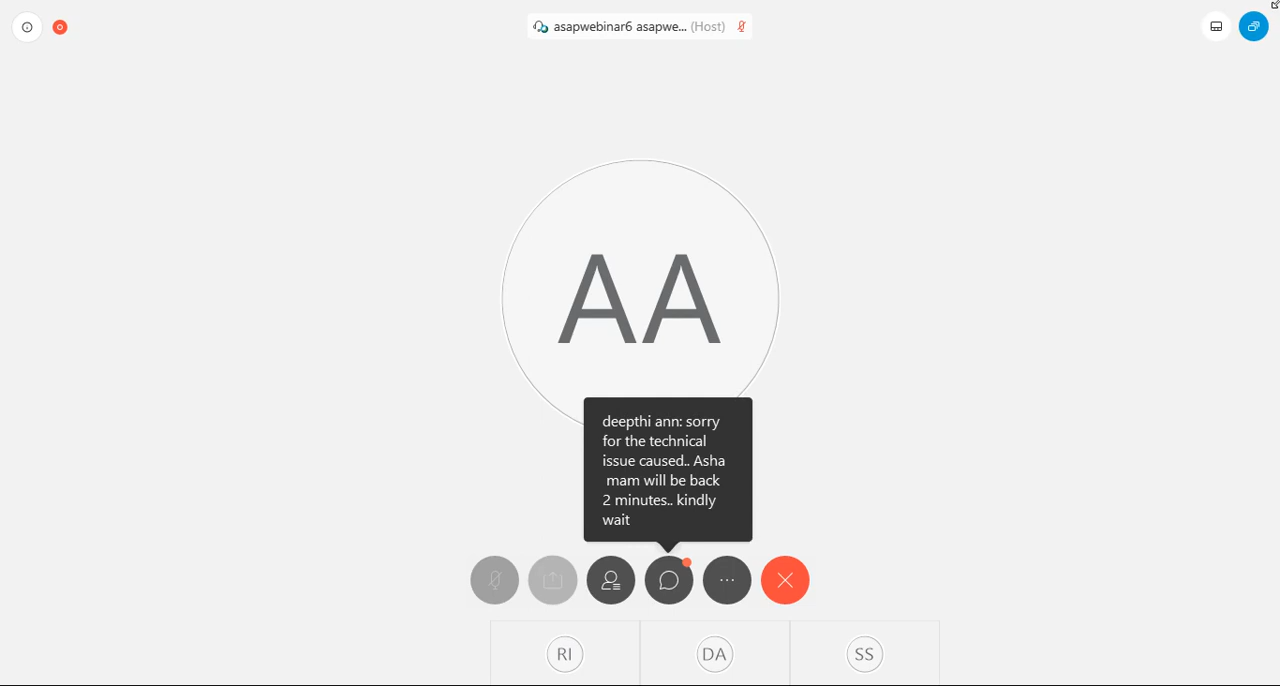 asapwebinar6 asapwe... (Host)
AA
deepthi ann: sorry
for the technical
issue caused.. Asha
mam will be back
2 minutes.. kindly
wait
RI
DA
SS